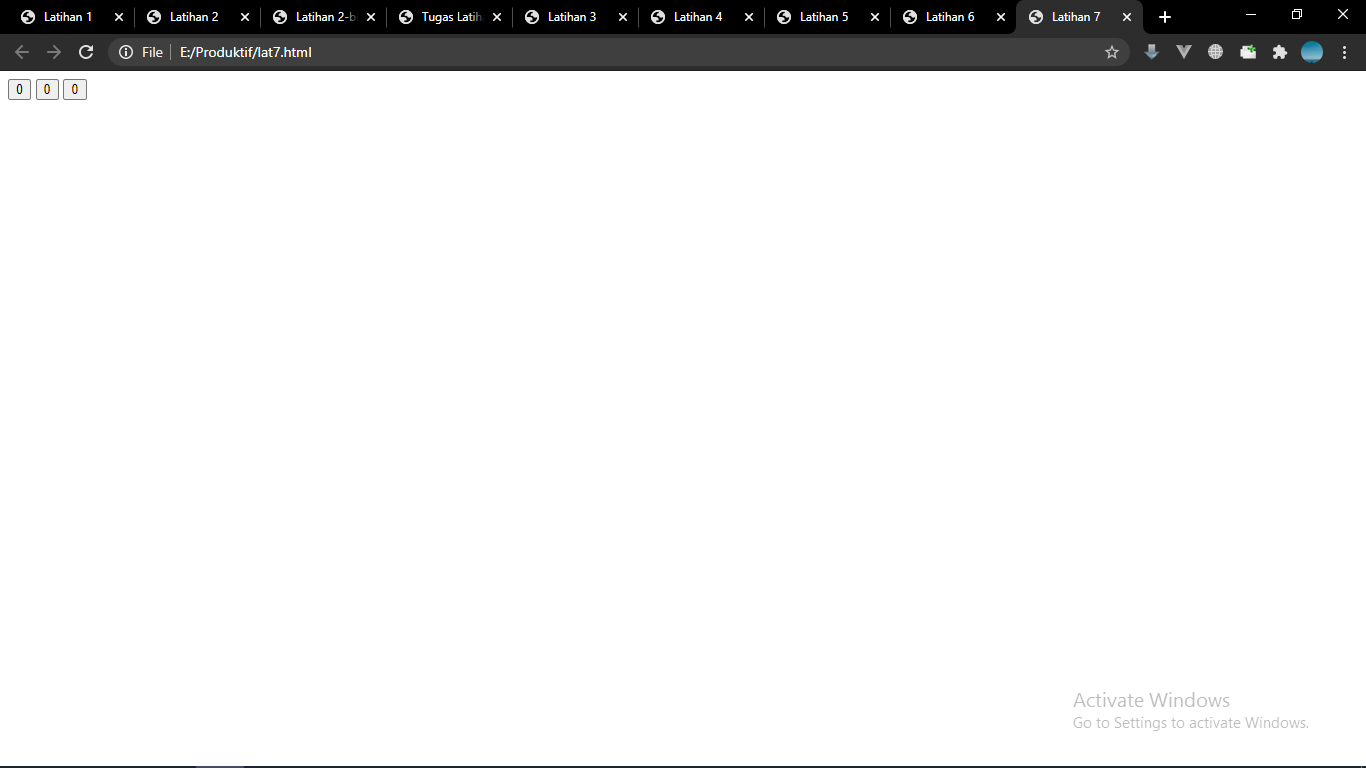 Latihan 1 Latihan 2 Latihan 2-b Tugas Latih Latihan 3 Latihan 4 Latihan 5 Latihan 6 Latihan 7
File E:/Produktif/lat7.html
0 0 0
Activate Windows
Go to Settings to activate Windows.